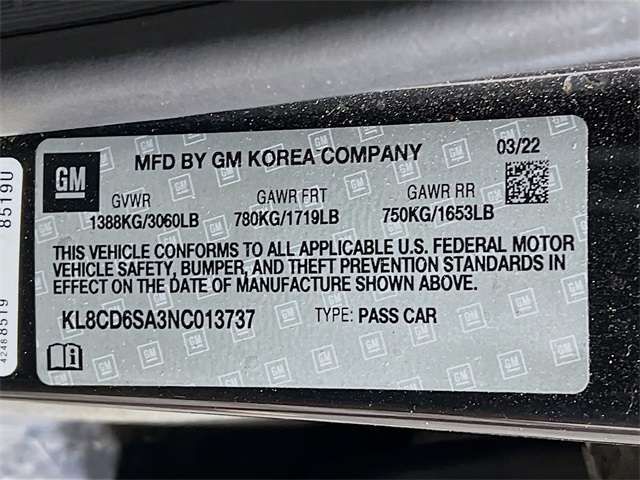 GM
MFD BY GM KOREA COMPANY
03/22
GVWR
GAWR FRT
GAWR RR
1388KG/3060LB
780KG/1719LB
750KG/1653LB
THIS VEHICLE CONFORMS TO ALL APPLICABLE U.S. FEDERAL MOTOR
VEHICLE SAFETY, BUMPER, AND THEFT PREVENTION STANDARDS IN
EFFECT ON THE DATE OF MANUFACTURE SHOWN ABOVE.
KL8CD6SA3NC013737
TYPE: PASS CAR
8519U
42488519